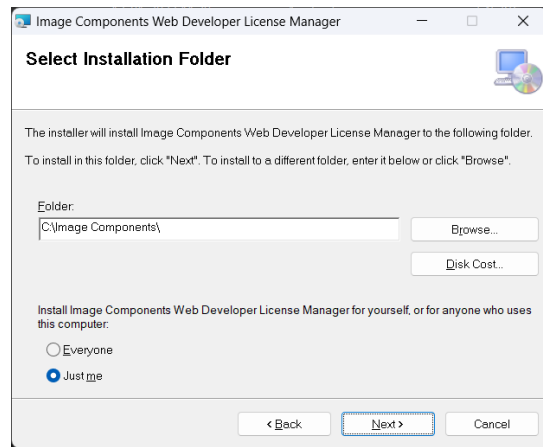 Image Components Web Developer License Manager
Select Installation Folder
The installer will install Image Components Web Developer License Manager to the following folder.
To install in this folder, click "Next". To install to a different folder, enter it below or click "Browse".
Folder:
C:\Image Components\
Browse...
Disk Cost...
Install Image Components Web Developer License Manager for yourself, or for anyone who uses
this computer:
Everyone
Just me
< Back
Next >
Cancel